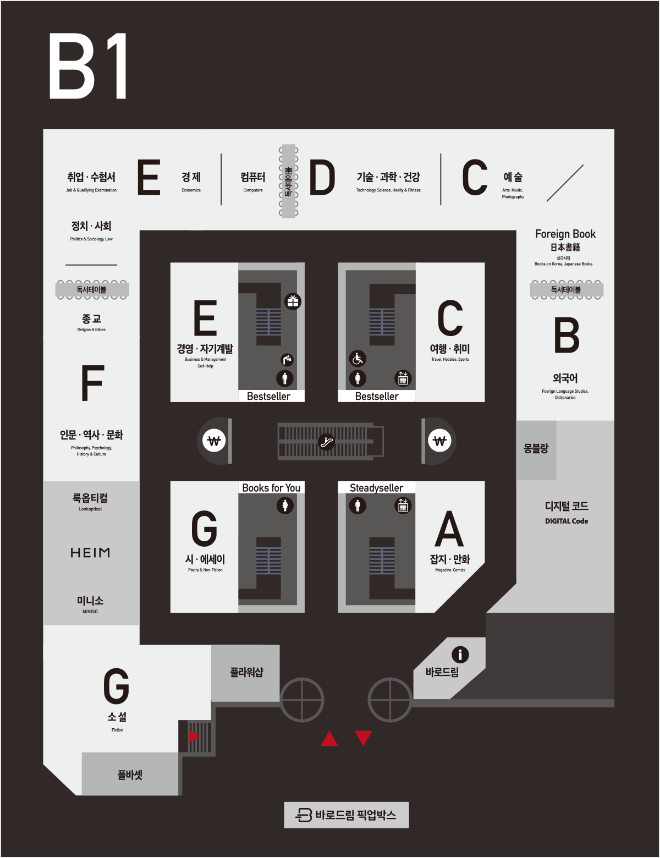 B1
취업 · 수험서
Job & Qualifying Examination
E
경 제
Economics
컴퓨터
Computers
독서테이블
D
기술 · 과학 · 건강
Technology Science, Healty & Fitness
C
예 술
Arts, Music,
Photography
정치 · 사회
Politics & Sociology, Law
Foreign Book
日本書籍
Books on Korea, Japanese Books
독서테이블
독서테이블
종 교
Religion & Bibles
F
인문 · 역사 · 문화
Philosophy, Psychology,
History & Culture
E
경영 · 자기계발
Business & Management
Self-Help
Bestseller
C
여행 · 취미
Travel, Hobbies, Sports
Bestseller
B
외국어
Foreign Language Studies,
Dictionaries
₩
₩
몽블랑
디지털 코드
DIGITAL Code
룩옵티컬
Lookoptical
HEIM
미니소
MINISO
Books for You
G
시 · 에세이
Poetry & Non-Fiction
Steadyseller
A
잡지 · 만화
Magazine, Comics
G
소 설
Fiction
플라워샵
바로드림
i
폴바셋
바로드림 픽업박스